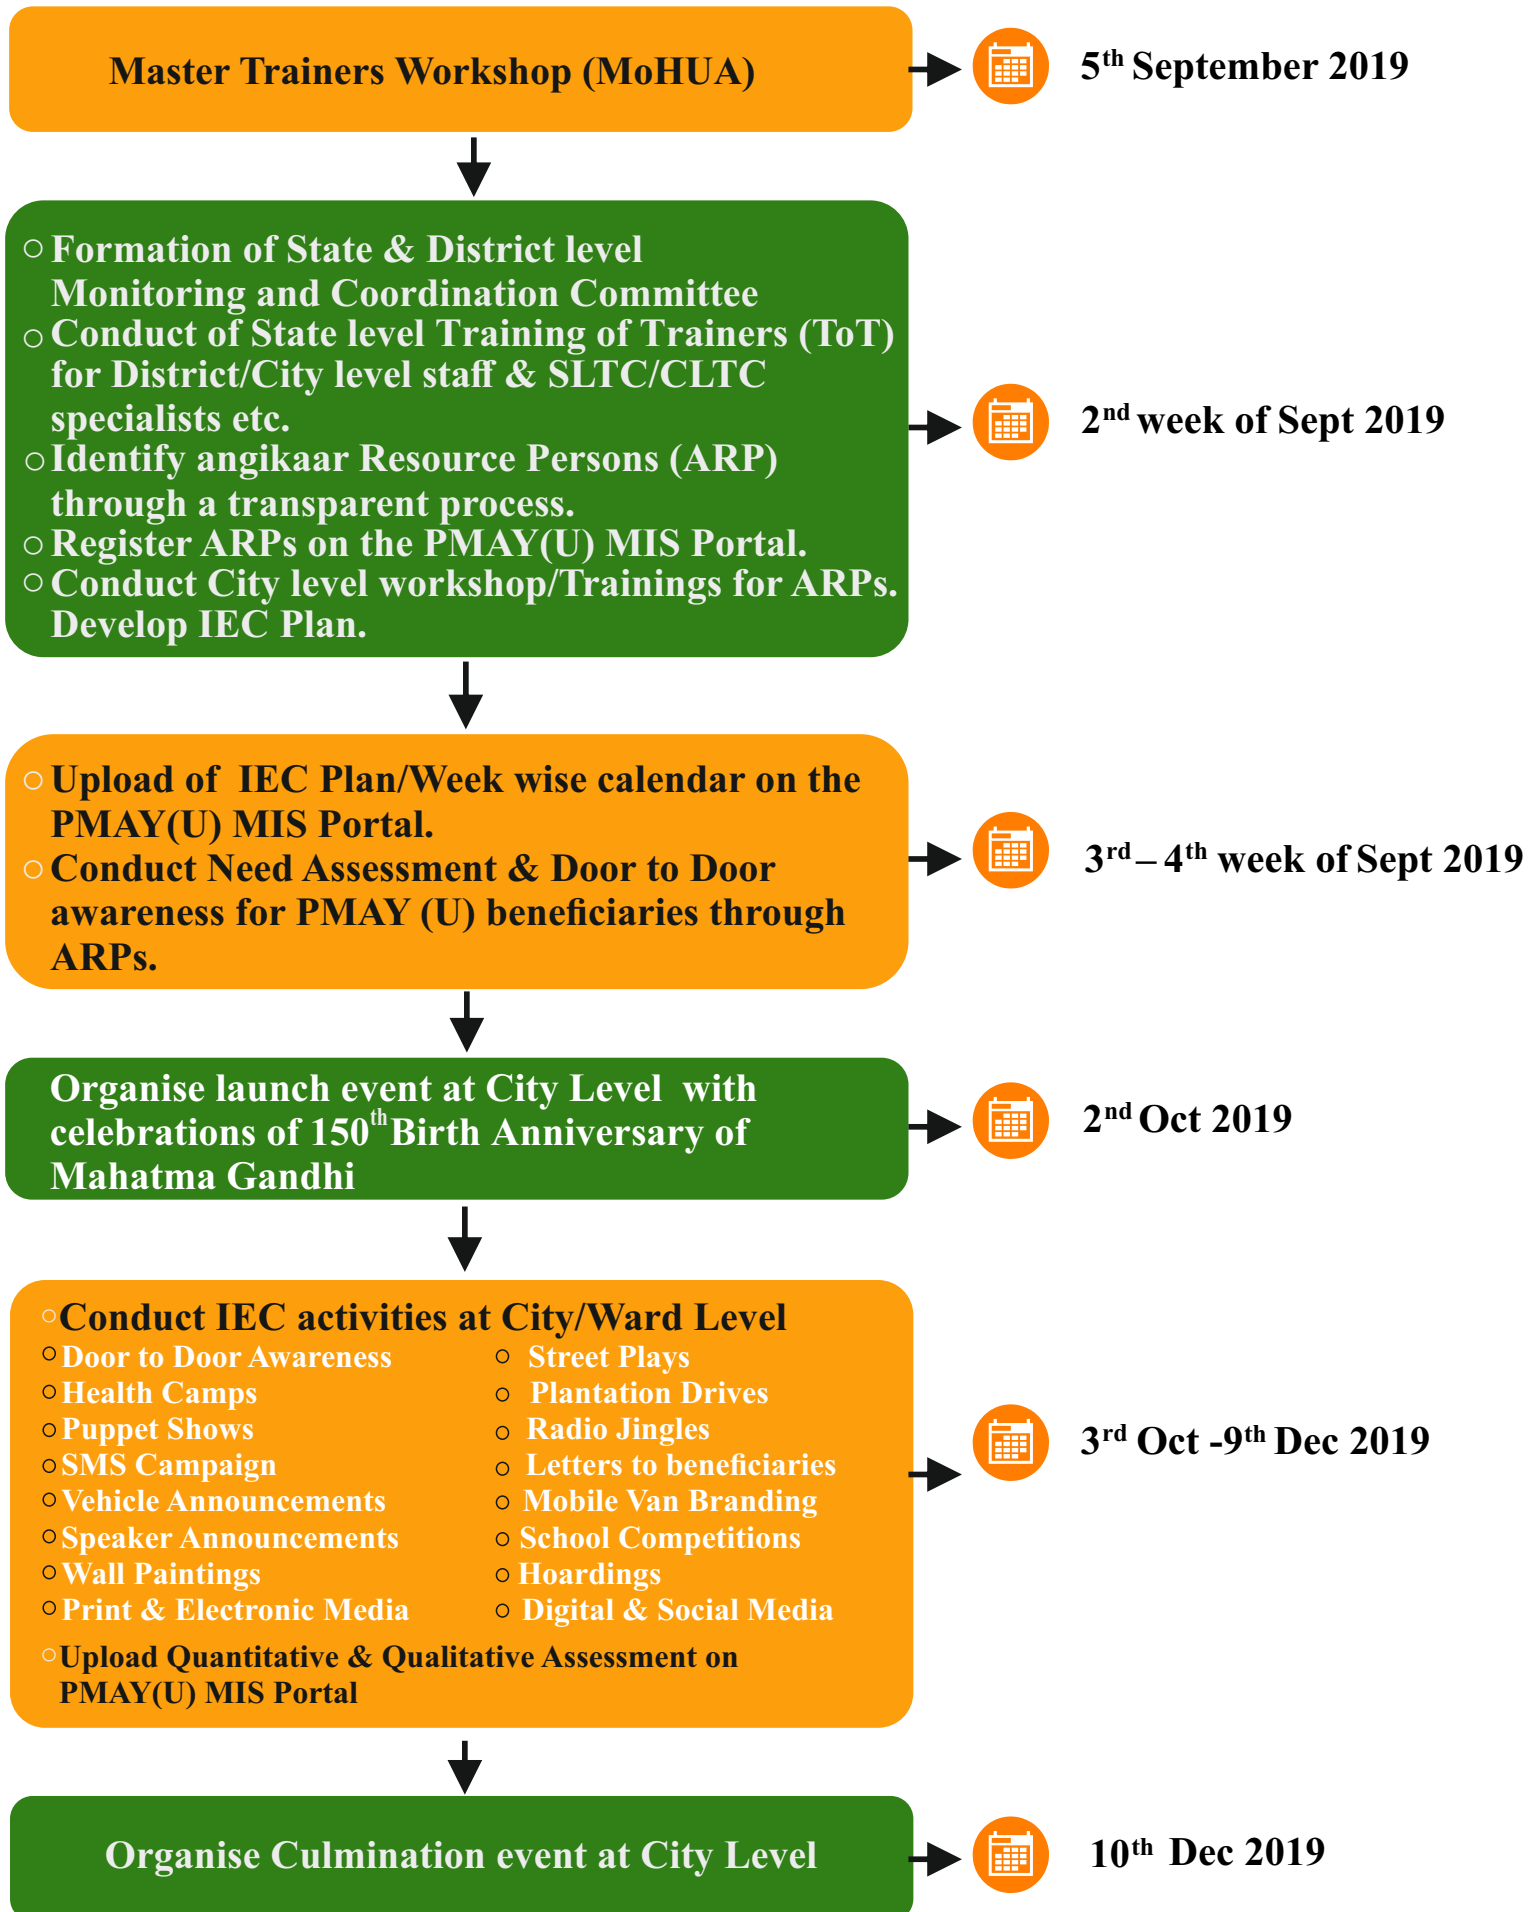 Master Trainers Workshop (MoHUA)
5th September 2019
Formation of State & District level
Monitoring and Coordination Committee
Conduct of State level Training of Trainers (ToT)
for District/City level staff & SLTC/CLTC
specialists etc.
Identify angikaar Resource Persons (ARP)
through a transparent process.
Register ARPs on the PMAY(U) MIS Portal.
Conduct City level workshop/Trainings for ARPs.
Develop IEC Plan.
2nd week of Sept 2019
Upload of IEC Plan/Week wise calendar on the
PMAY(U) MIS Portal.
Conduct Need Assessment & Door to Door
awareness for PMAY (U) beneficiaries through
ARPs.
3rd – 4th week of Sept 2019
Organise launch event at City Level with
celebrations of 150th Birth Anniversary of
Mahatma Gandhi
2nd Oct 2019
Conduct IEC activities at City/Ward Level
Door to Door Awareness
Health Camps
Puppet Shows
SMS Campaign
Vehicle Announcements
Speaker Announcements
Wall Paintings
Print & Electronic Media
Street Plays
Plantation Drives
Radio Jingles
Letters to beneficiaries
Mobile Van Branding
School Competitions
Hoardings
Digital & Social Media
Upload Quantitative & Qualitative Assessment on
PMAY(U) MIS Portal
3rd Oct -9th Dec 2019
Organise Culmination event at City Level
10th Dec 2019